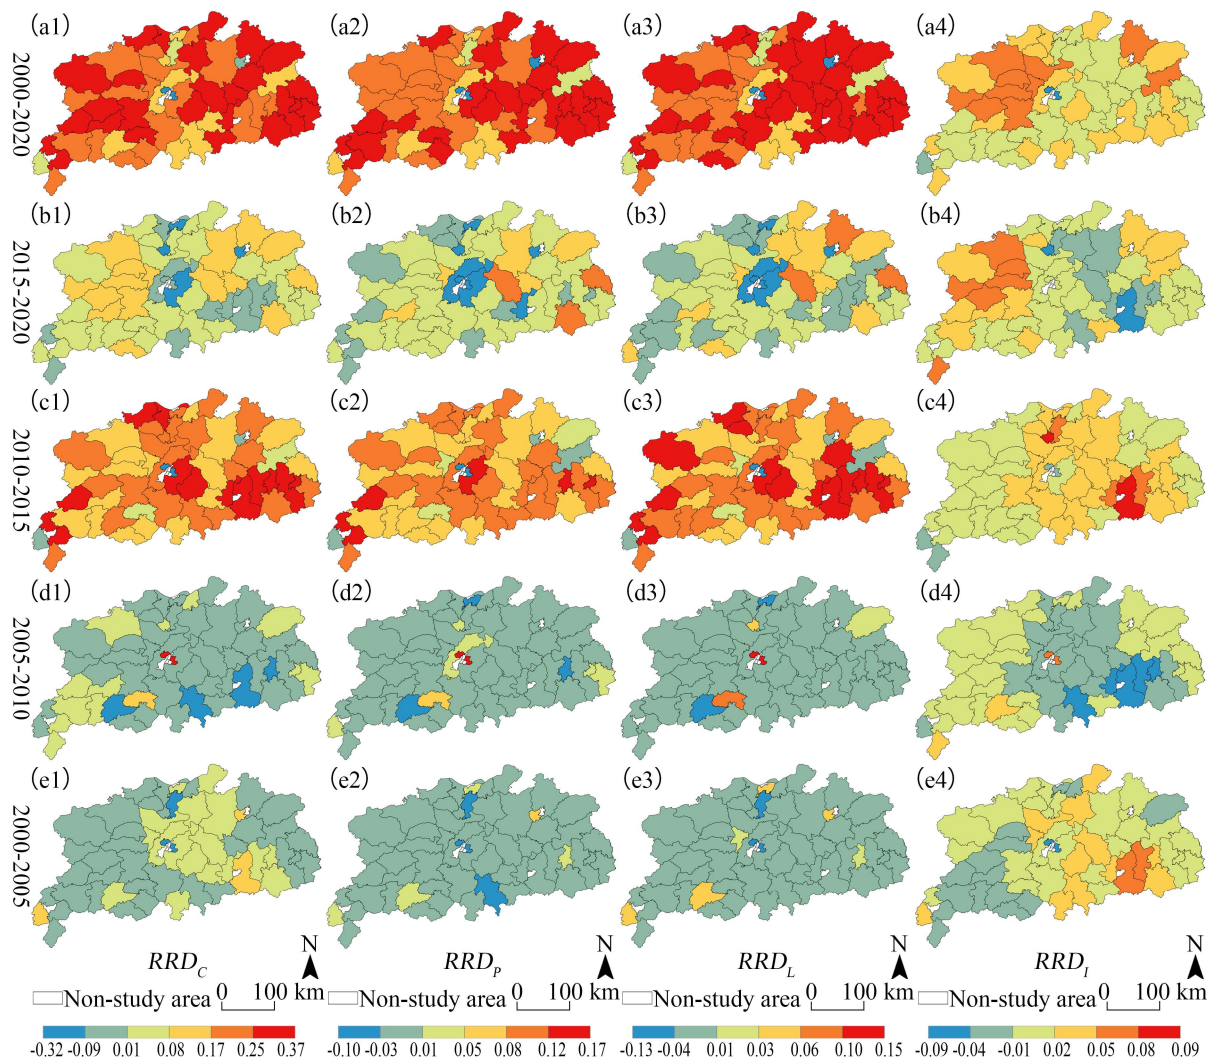 (a1) (a2) (a3) (a4)
2000-2020
(b1) (b2) (b3) (b4)
2015-2020
(c1) (c2) (c3) (c4)
2010-2015
(d1) (d2) (d3) (d4)
2005-2010
(e1) (e2) (e3) (e4)
2000-2005
N N N N
RRD_C RRD_P RRD_L RRD_I
Non-study area 0 100 km Non-study area 0 100 km Non-study area 0 100 km Non-study area 0 100 km
-0.32 -0.09 0.01 0.08 0.17 0.25 0.37 -0.10 -0.03 0.01 0.05 0.08 0.12 0.17 -0.13 -0.04 0.01 0.03 0.06 0.10 0.15 -0.09 -0.04 -0.01 0.02 0.05 0.08 0.09